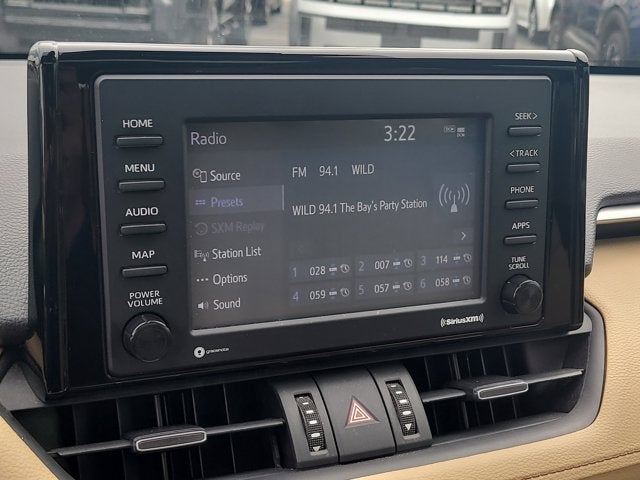 HOME
MENU
AUDIO
MAP
POWER
VOLUME
Radio
3:22
Source
Presets
SXM Replay
Station List
Options
Sound
FM 94.1 WILD
WILD 94.1 The Bay's Party Station
1 028 2 007 3 114
4 059 5 057 6 058
SEEK>
<TRACK
PHONE
APPS
TUNE
SCROLL
gracenote
((SiriusXM))